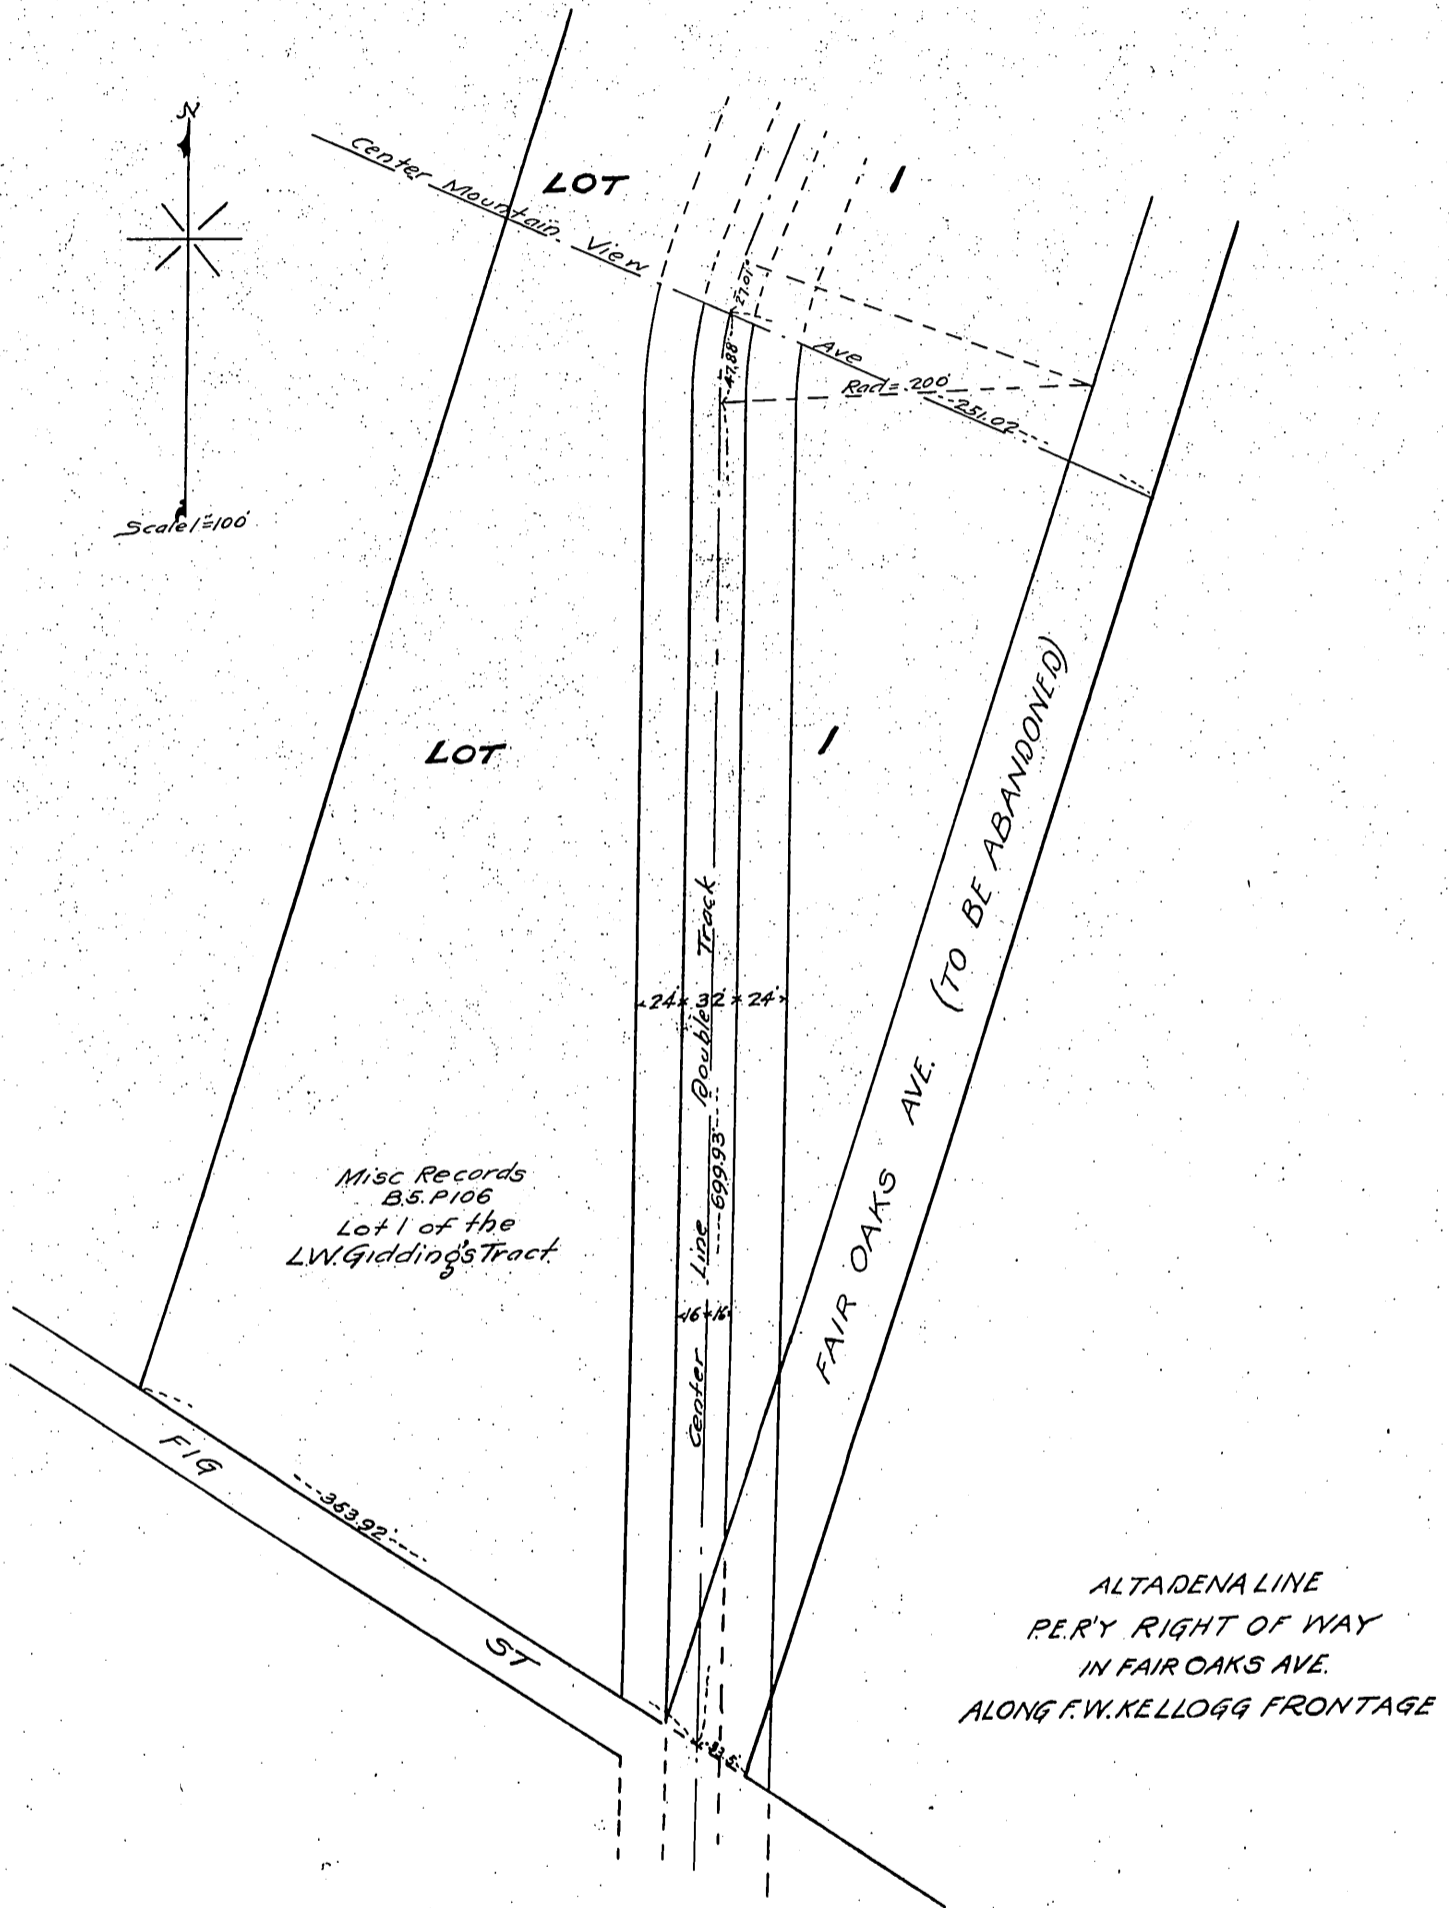 N
LOT 1
Center Mountain View Ave
27.01'
47.88'
Rad = 200'
251.02
Scale 1"=100'
LOT 1
FAIR OAKS AVE. (TO BE ABANDONED)
Center Line Double Track
24' 32' 24'
699.93'
Misc Records
B.5. P106
Lot 1 of the
L.W. Gidding's Tract
16 16'
FIG ST
353.92'
ALTADENA LINE
P.E.R'Y RIGHT OF WAY
IN FAIR OAKS AVE.
ALONG F.W. KELLOGG FRONTAGE